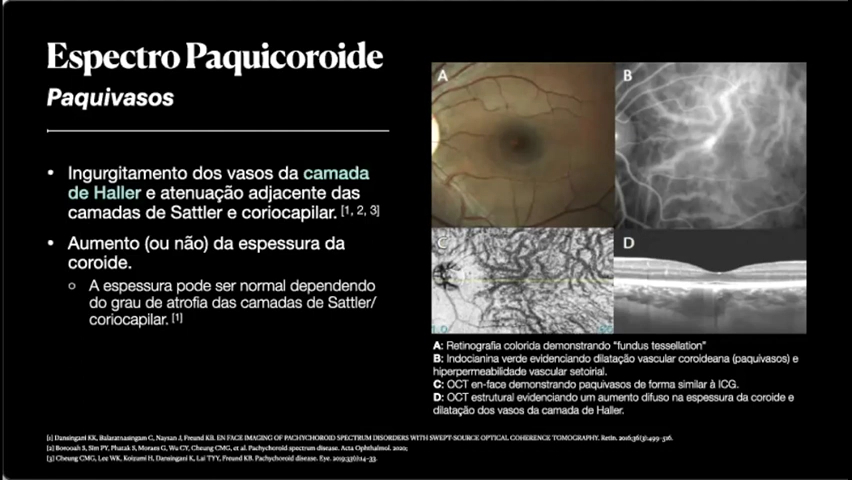 Espectro Paquicoroide
Paquivasos
• Ingurgitamento dos vasos da camada
de Haller e atenuação adjacente das
camadas de Sattler e coriocapilar. [1, 2, 3]
• Aumento (ou não) da espessura da
coroide.
○ A espessura pode ser normal dependendo
do grau de atrofia das camadas de Sattler/
coriocapilar. [1]
A
B
C
D
1.0
A: Retinografia colorida demonstrando "fundus tessellation"
B: Indocianina verde evidenciando dilatação vascular coroideana (paquivasos) e
hiperpermeabilidade vascular setoirial.
C: OCT en-face demonstrando paquivasos de forma similar à ICG.
D: OCT estrutural evidenciando um aumento difuso na espessura da coroide e
dilatação dos vasos da camada de Haller.
[1] Dansingani KK, Balaratnasingam C, Naysan J, Freund KB. EN FACE IMAGING OF PACHYCHOROID SPECTRUM DISORDERS WITH SWEPT-SOURCE OPTICAL COHERENCE TOMOGRAPHY. Retin. 2016;36(3):499-516.
[2] Borooah S, Sim PY, Phatak S, Moraes G, Wu CY, Cheung CMG, et al. Pachychoroid spectrum disease. Acta Ophthalmol. 2020;
[3] Cheung CMG, Lee WK, Koizumi H, Dansingani K, Lai TYY, Freund KB. Pachychoroid disease. Eye. 2019;33(1):14-33.